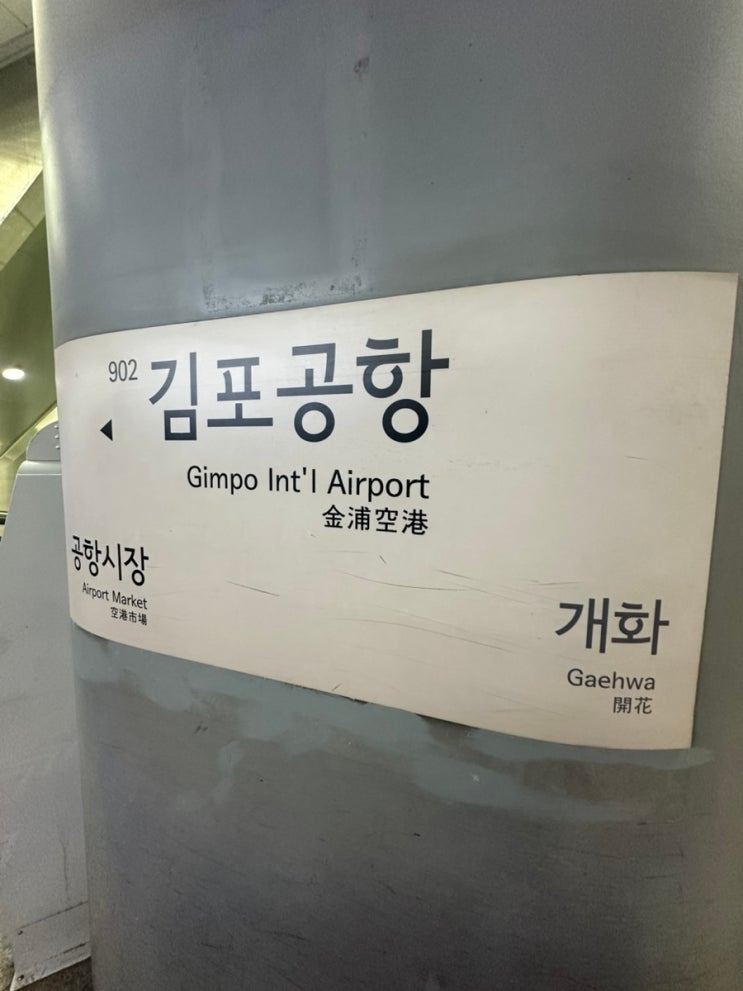 902
김포공항
Gimpo Int'l Airport
金浦空港
공항시장
Airport Market
空港市場
개화
Gaehwa
開花